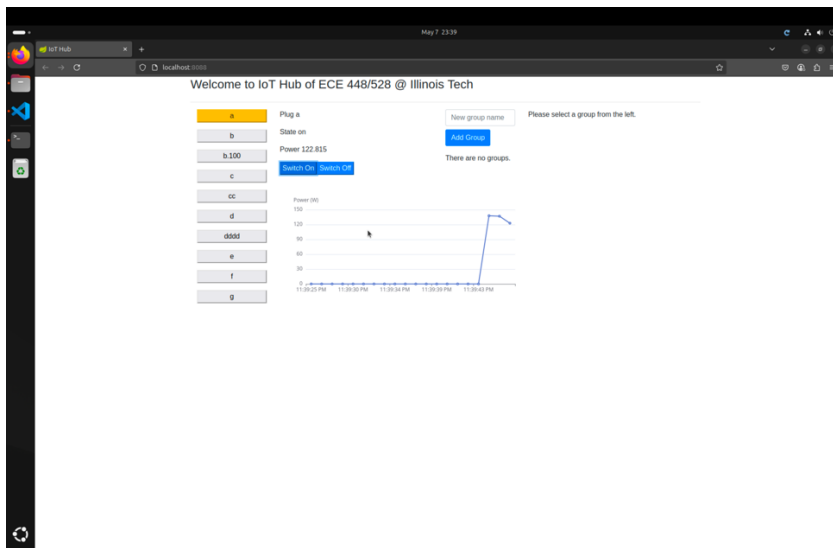 May 7 23:39
IoT Hub
localhost:8080
Welcome to IoT Hub of ECE 448/528 @ Illinois Tech
a
b
b.100
c
cc
d
dddd
e
f
g
Plug a
State on
Power 122.815
Switch On Switch Off
Power (W)
150
120
90
60
30
0
11:39:25 PM 11:39:30 PM 11:39:34 PM 11:39:39 PM 11:39:43 PM
New group name
Add Group
There are no groups.
Please select a group from the left.